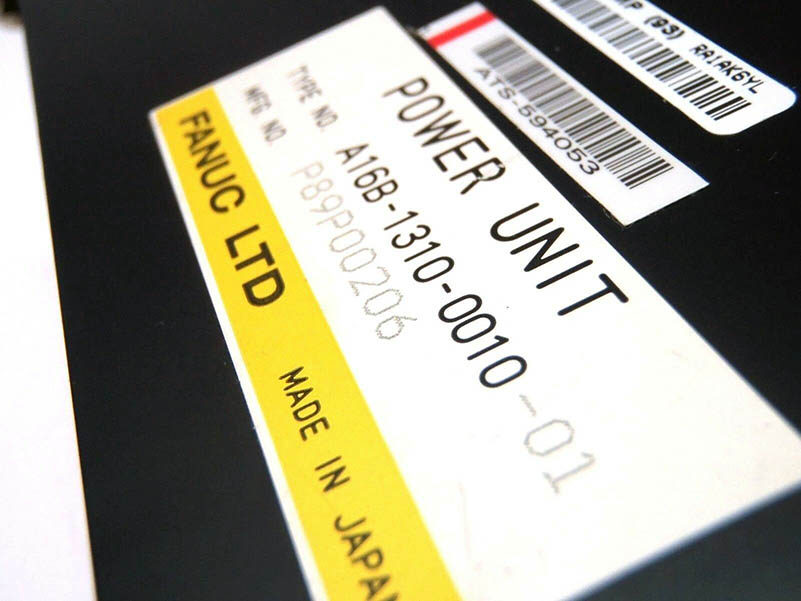 POWER UNIT
TYPE NO. A16B-1310-0010-01
MFG NO. P89P00206
FANUC LTD MADE IN JAPAN
ATS-594053
(9S) RA1AK6YL